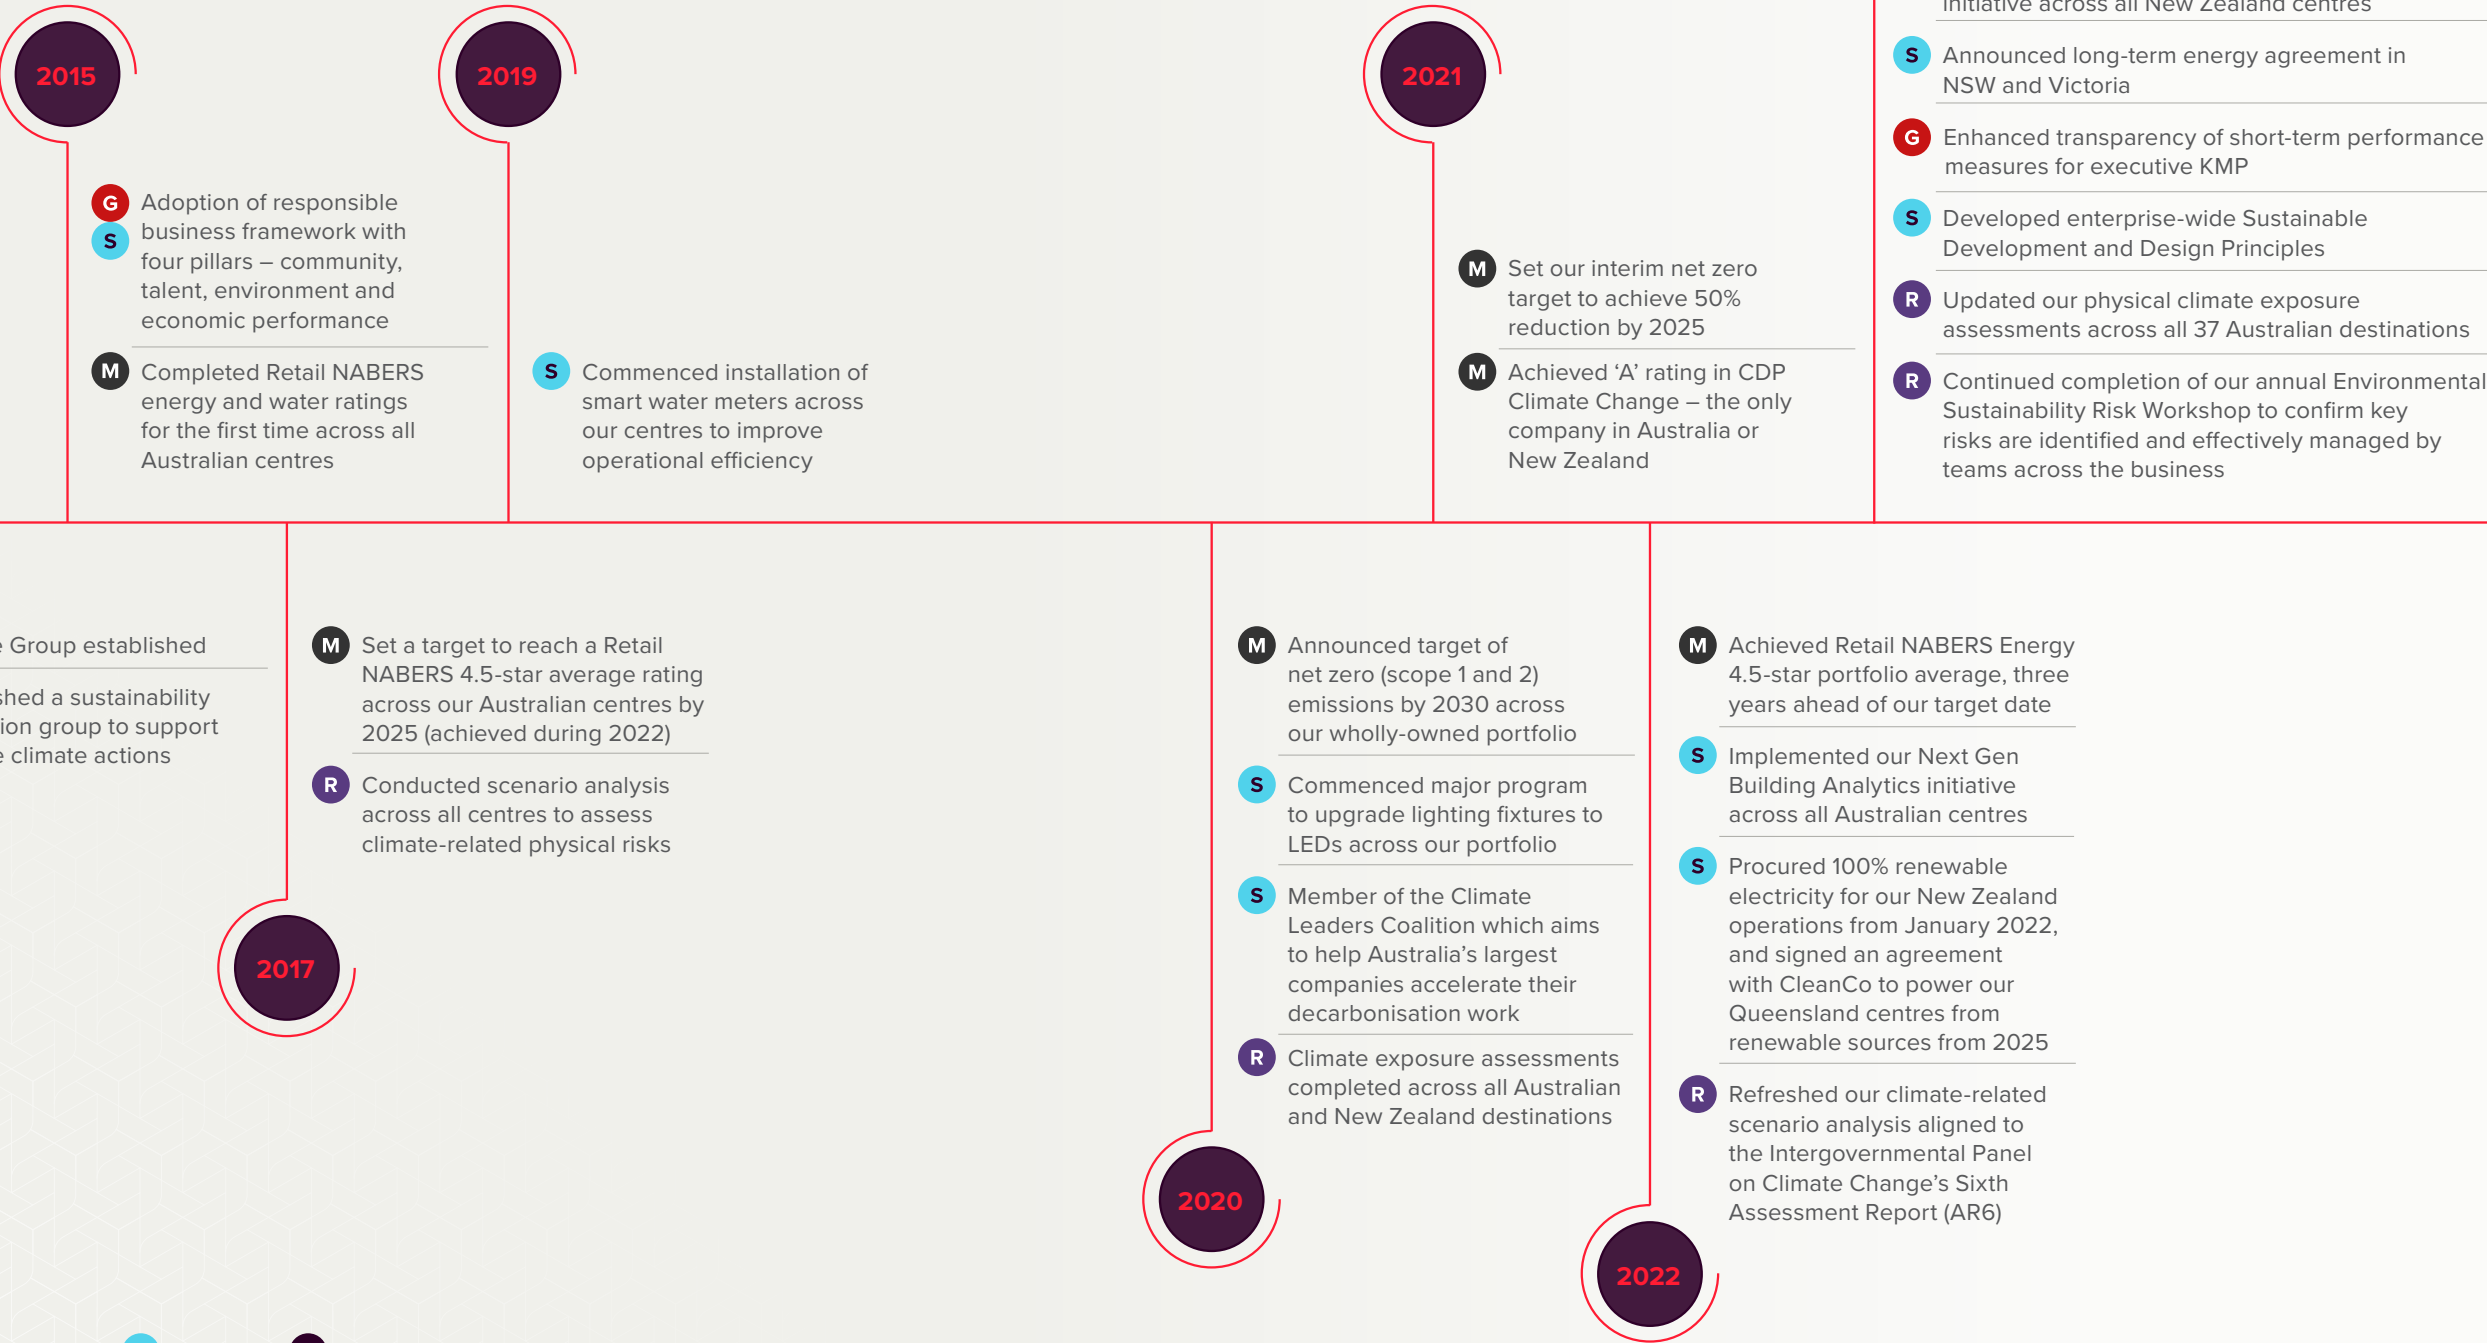 2015
G
S
Adoption of responsible
business framework with
four pillars – community,
talent, environment and
economic performance
M
Completed Retail NABERS
energy and water ratings
for the first time across all
Australian centres
2019
S
Commenced installation of
smart water meters across
our centres to improve
operational efficiency
2021
M
Set our interim net zero
target to achieve 50%
reduction by 2025
M
Achieved ‘A’ rating in CDP
Climate Change – the only
company in Australia or
New Zealand
initiative across all New Zealand centres
S
Announced long-term energy agreement in
NSW and Victoria
G
Enhanced transparency of short-term performance
measures for executive KMP
S
Developed enterprise-wide Sustainable
Development and Design Principles
R
Updated our physical climate exposure
assessments across all 37 Australian destinations
R
Continued completion of our annual Environmental
Sustainability Risk Workshop to confirm key
risks are identified and effectively managed by
teams across the business
Group established
a sustainability
group to support
climate actions
M
Set a target to reach a Retail
NABERS 4.5-star average rating
across our Australian centres by
2025 (achieved during 2022)
R
Conducted scenario analysis
across all centres to assess
climate-related physical risks
2017
M
Announced target of
net zero (scope 1 and 2)
emissions by 2030 across
our wholly-owned portfolio
S
Commenced major program
to upgrade lighting fixtures to
LEDs across our portfolio
S
Member of the Climate
Leaders Coalition which aims
to help Australia’s largest
companies accelerate their
decarbonisation work
R
Climate exposure assessments
completed across all Australian
and New Zealand destinations
2020
M
Achieved Retail NABERS Energy
4.5-star portfolio average, three
years ahead of our target date
S
Implemented our Next Gen
Building Analytics initiative
across all Australian centres
S
Procured 100% renewable
electricity for our New Zealand
operations from January 2022,
and signed an agreement
with CleanCo to power our
Queensland centres from
renewable sources from 2025
R
Refreshed our climate-related
scenario analysis aligned to
the Intergovernmental Panel
on Climate Change’s Sixth
Assessment Report (AR6)
2022